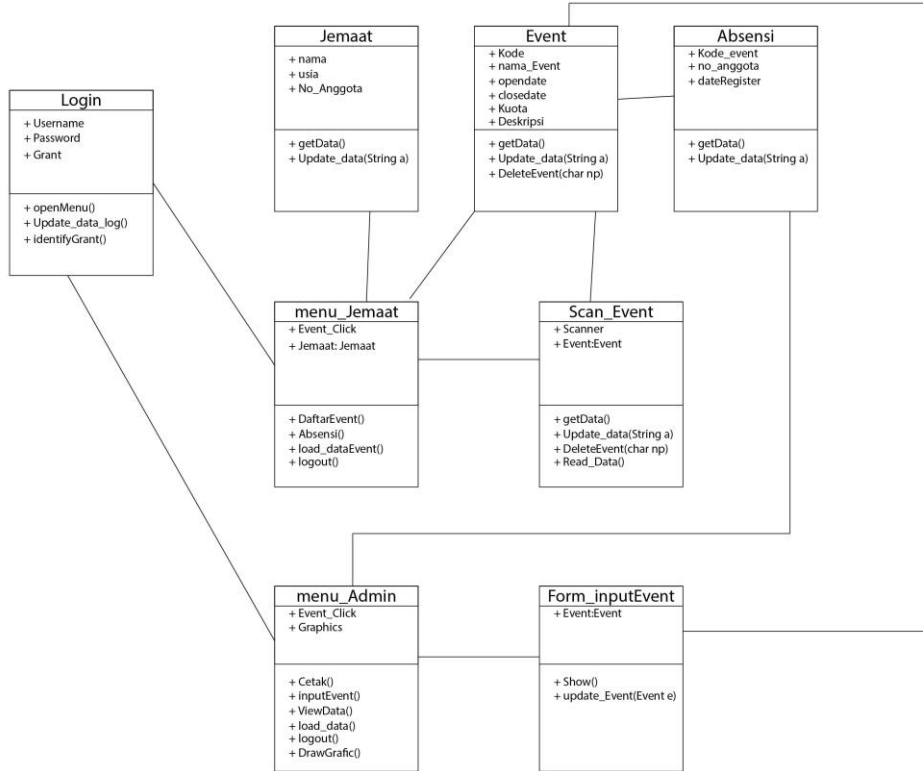 Login
+ Username
+ Password
+ Grant
+ openMenu()
+ Update_data_log()
+ identifyGrant()
Jemaat
+ nama
+ usia
+ No_Anggota
+ getData()
+ Update_data(String a)
Event
+ Kode
+ nama_Event
+ opendate
+ closedate
+ Kuota
+ Deskripsi
+ getData()
+ Update_data(String a)
+ DeleteEvent(char np)
Absensi
+ Kode_event
+ no_anggota
+ dateRegister
+ getData()
+ Update_data(String a)
menu_Jemaat
+ Event_Click
+ Jemaat: Jemaat
+ DaftarEvent()
+ Absensi()
+ load_dataEvent()
+ logout()
Scan_Event
+ Scanner
+ Event:Event
+ getData()
+ Update_data(String a)
+ DeleteEvent(char np)
+ Read_Data()
menu_Admin
+ Event_Click
+ Graphics
+ Cetak()
+ inputEvent()
+ ViewData()
+ load_data()
+ logout()
+ DrawGrafic()
Form_inputEvent
+ Event:Event
+ Show()
+ update_Event(Event e)